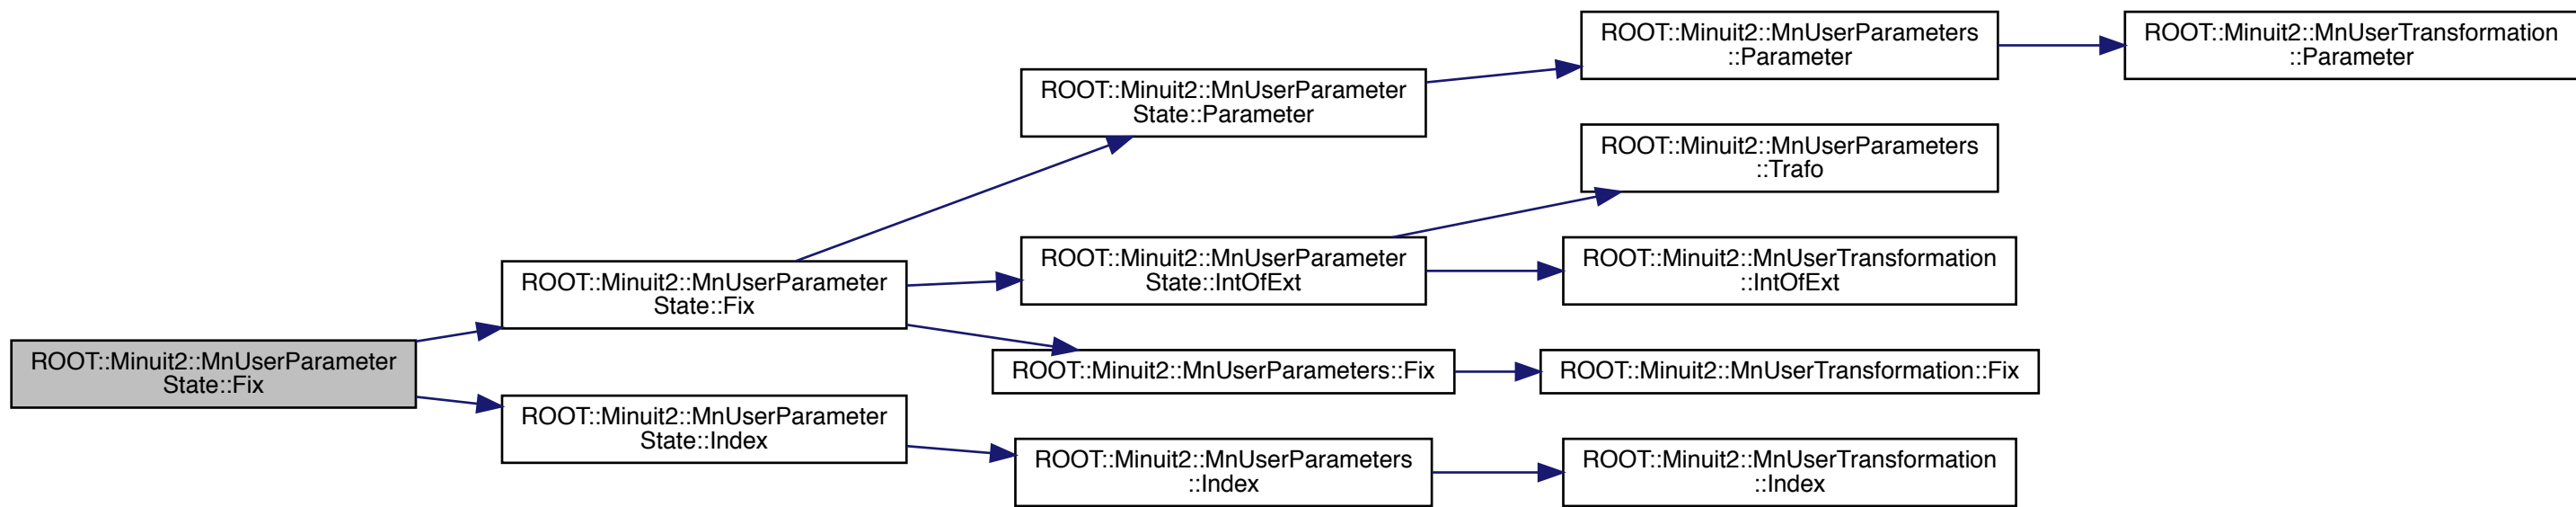 ROOT::Minuit2::MnUserParameter
State::Fix
ROOT::Minuit2::MnUserParameter
State::Fix
ROOT::Minuit2::MnUserParameter
State::Index
ROOT::Minuit2::MnUserParameter
State::Parameter
ROOT::Minuit2::MnUserParameter
State::IntOfExt
ROOT::Minuit2::MnUserParameters::Fix
ROOT::Minuit2::MnUserParameters
::Index
ROOT::Minuit2::MnUserParameters
::Parameter
ROOT::Minuit2::MnUserParameters
::Trafo
ROOT::Minuit2::MnUserTransformation
::IntOfExt
ROOT::Minuit2::MnUserTransformation::Fix
ROOT::Minuit2::MnUserTransformation
::Index
ROOT::Minuit2::MnUserTransformation
::Parameter